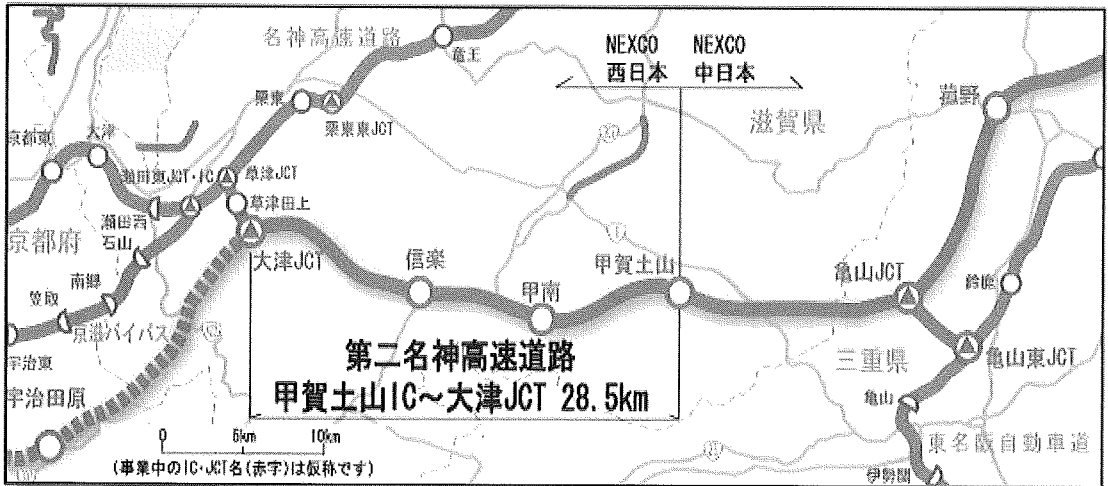 名神高速道路
竜王
NEXCO 西日本
NEXCO 中日本
菰野
滋賀県
栗東
栗東東JCT
京都東
大津
瀬田東JCT・IC
草津JCT
草津田上
瀬田西
石山
京都府
大津JCT
信楽
甲南
甲賀土山
亀山JCT
鈴鹿
南郷
笠取
京滋バイパス
宇治東
宇治田原
第二名神高速道路
甲賀土山IC～大津JCT 28.5km
三重県
亀山東JCT
亀山
東名阪自動車道
伊勢関
0 5km 10km
(事業中のIC・JCT名(赤字)は仮称です)
1